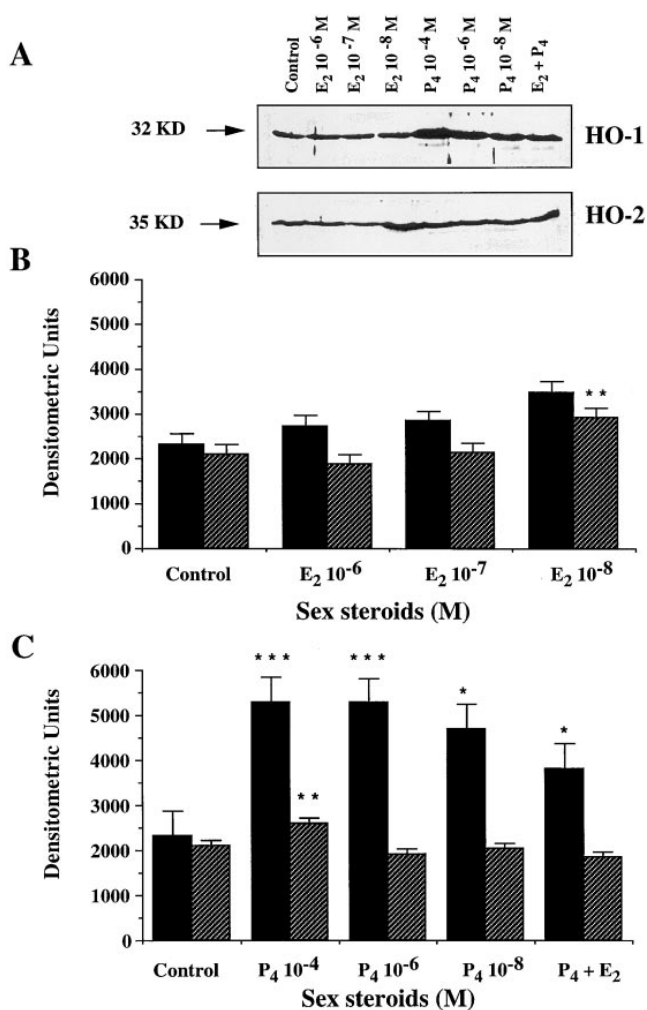 A
Control
E2 10-6 M
E2 10-7 M
E2 10-8 M
P4 10-4 M
P4 10-6 M
P4 10-8 M
E2 + P4
32 KD
HO-1
35 KD
HO-2
B
Densitometric Units
6000
5000
4000
3000
2000
1000
0
* *
Control
E2 10-6
E2 10-7
E2 10-8
Sex steroids (M)
C
Densitometric Units
6000
5000
4000
3000
2000
1000
0
* * *
* * *
*
*
* *
Control
P4 10-4
P4 10-6
P4 10-8
P4 + E2
Sex steroids (M)